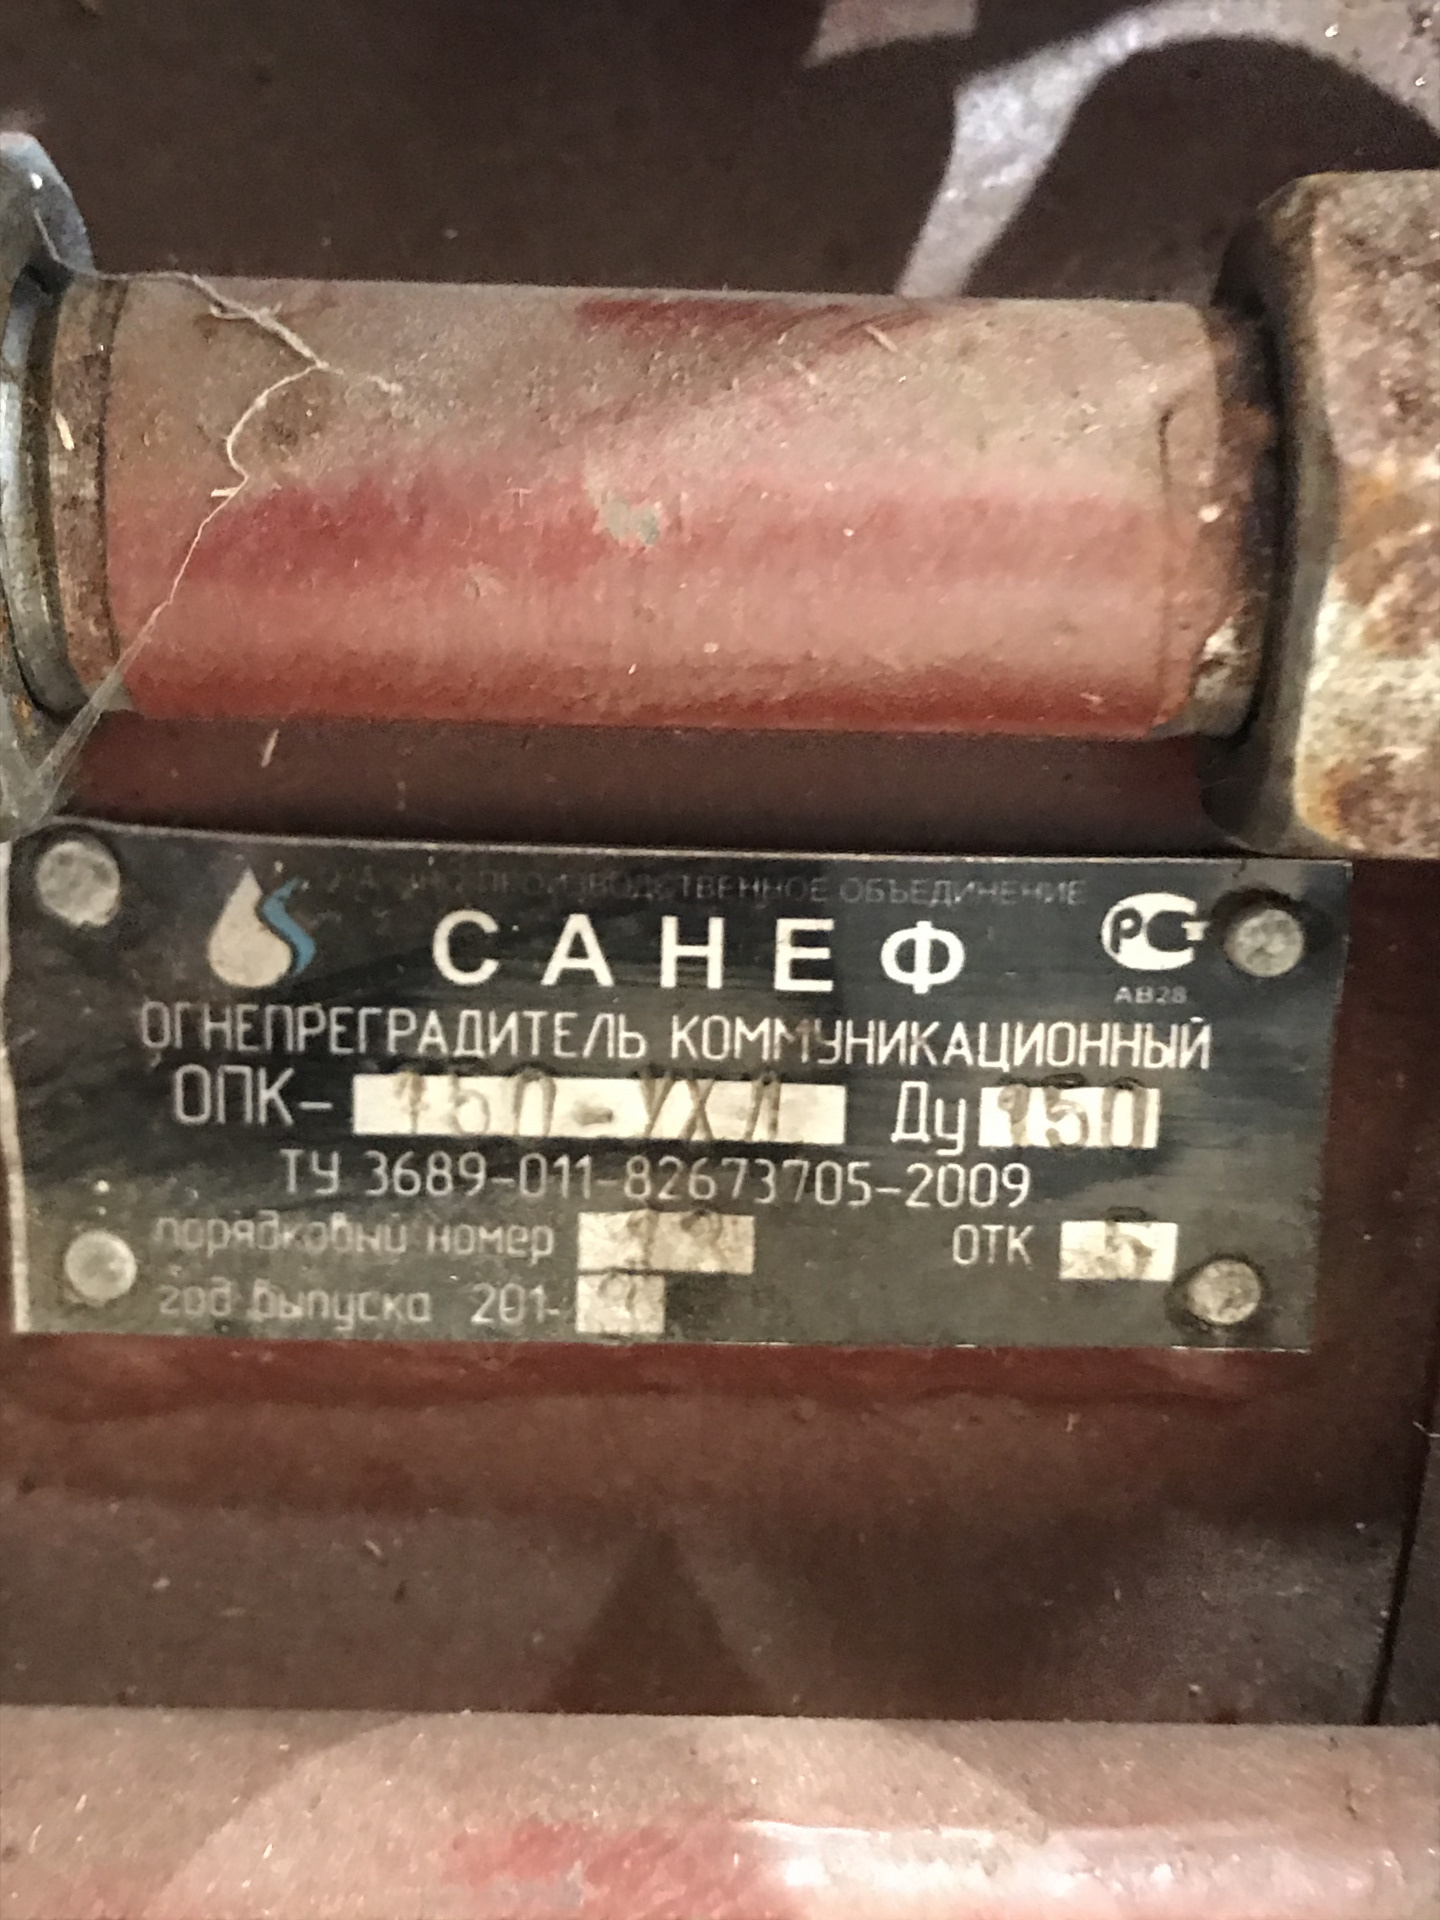 ПРОИЗВОДСТВЕННОЕ ОБЪЕДИНЕНИЕ
САНЕФ
РСТ
АВ28
ОГНЕПРЕГРАДИТЕЛЬ КОММУНИКАЦИОННЫЙ
ОПК- 150-УХЛ Ду 150
ТУ 3689-011-82673705-2009
порядковый номер
ОТК
год выпуска 201